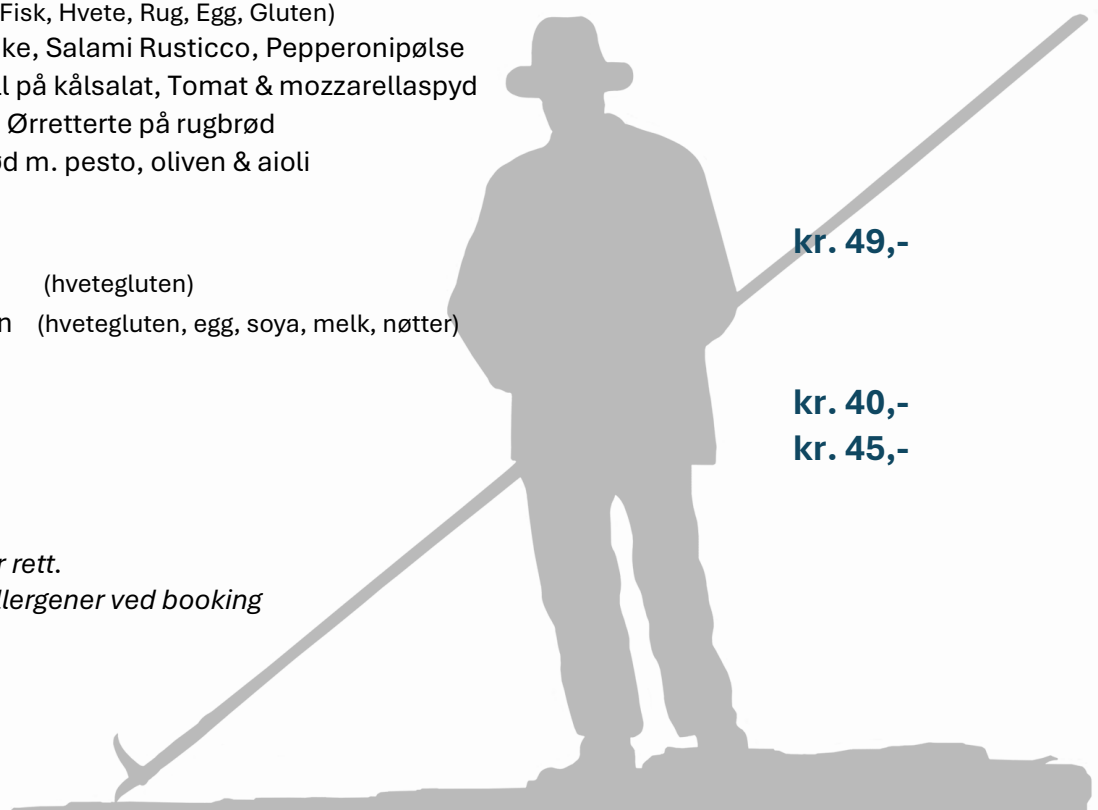 Fisk, Hvete, Rug, Egg, Gluten)
ke, Salami Rusticco, Pepperonipølse
l på kålsalat, Tomat & mozzarellaspyd
Ørretterte på rugbrød
d m. pesto, oliven & aioli
kr. 49,-
(hvetegluten)
n (hvetegluten, egg, soya, melk, nøtter)
kr. 40,-
kr. 45,-
r rett.
llergener ved booking